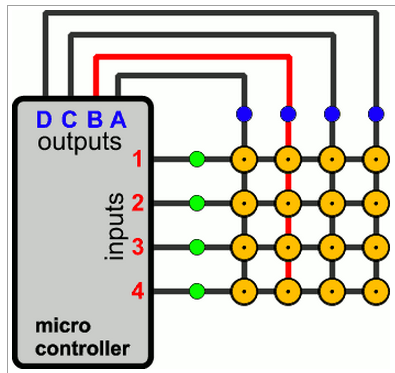 D C B A
outputs
1
2
inputs
3
4
micro
controller